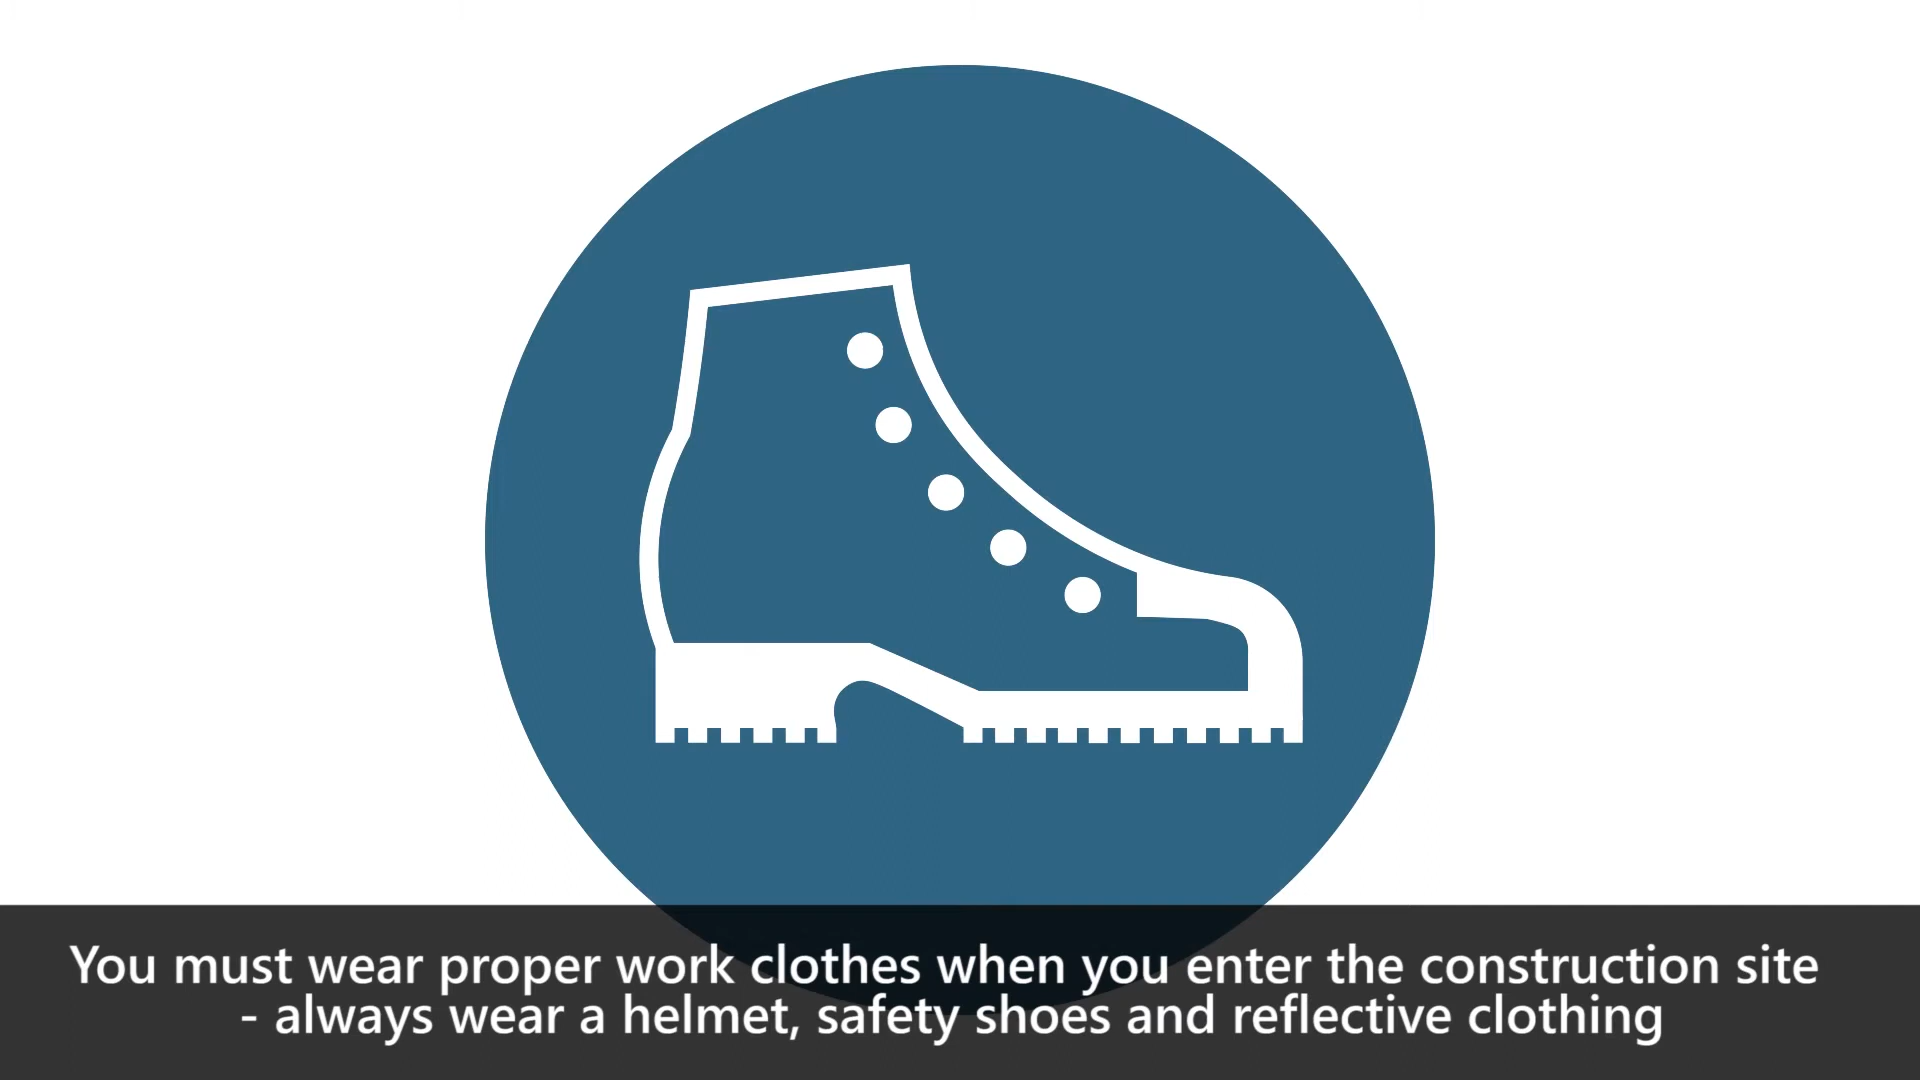 You must wear proper work clothes when you enter the construction site
- always wear a helmet, safety shoes and reflective clothing